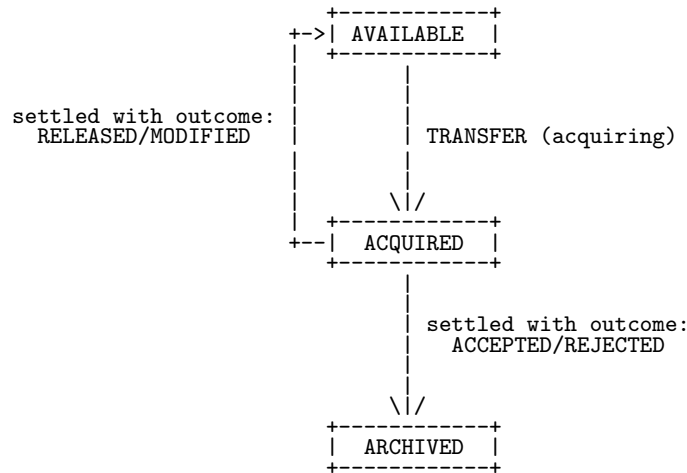 AVAILABLE
settled with outcome:
RELEASED/MODIFIED
TRANSFER (acquiring)
ACQUIRED
settled with outcome:
ACCEPTED/REJECTED
ARCHIVED